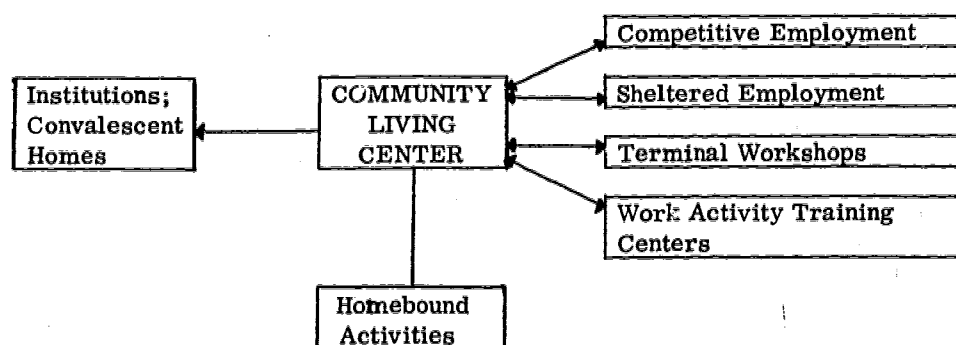 Competitive Employment
Institutions;
Convalescent
Homes
COMMUNITY
LIVING
CENTER
Sheltered Employment
Terminal Workshops
Work Activity Training
Centers
Homebound
Activities